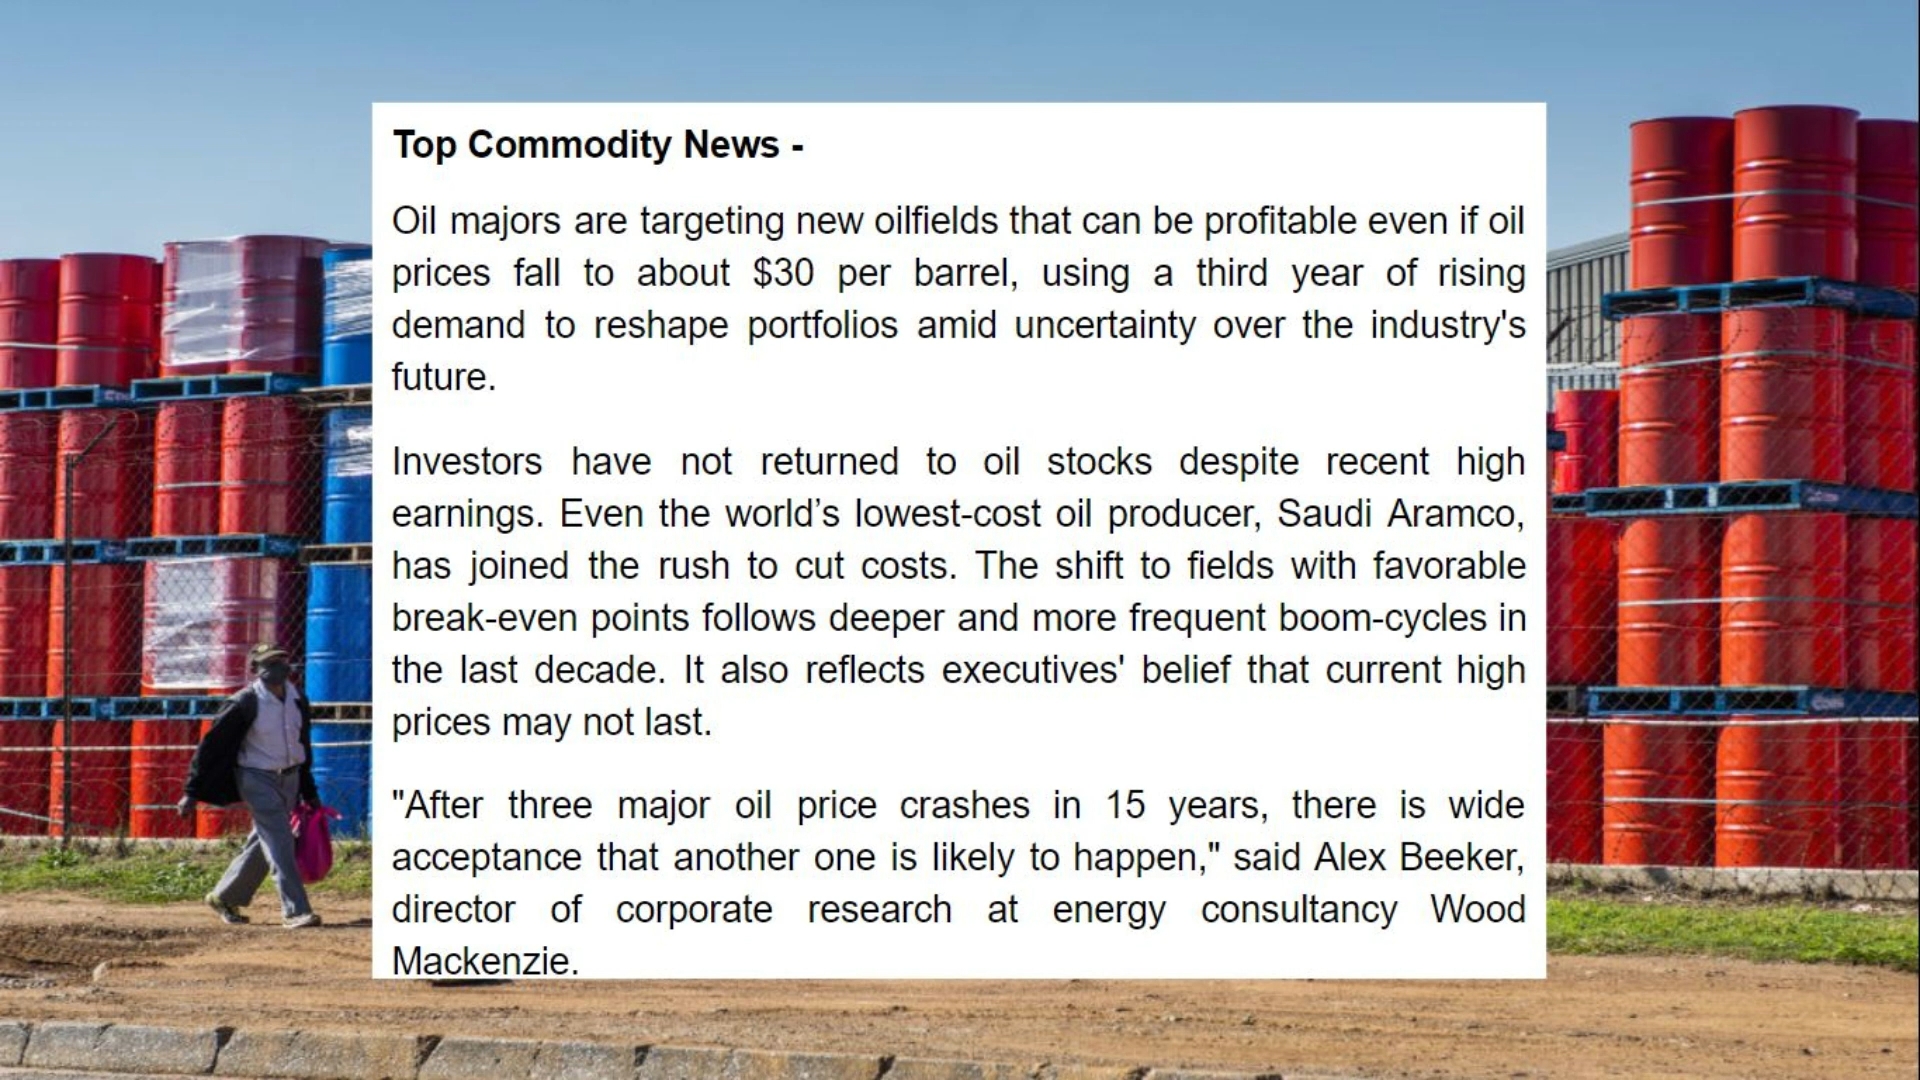 Top Commodity News -
Oil majors are targeting new oilfields that can be profitable even if oil
prices fall to about $30 per barrel, using a third year of rising
demand to reshape portfolios amid uncertainty over the industry's
future.
Investors have not returned to oil stocks despite recent high
earnings. Even the world’s lowest-cost oil producer, Saudi Aramco,
has joined the rush to cut costs. The shift to fields with favorable
break-even points follows deeper and more frequent boom-cycles in
the last decade. It also reflects executives' belief that current high
prices may not last.
"After three major oil price crashes in 15 years, there is wide
acceptance that another one is likely to happen," said Alex Beeker,
director of corporate research at energy consultancy Wood
Mackenzie.